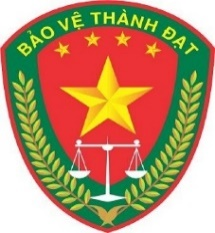 BẢO VỆ THÀNH ĐẠT